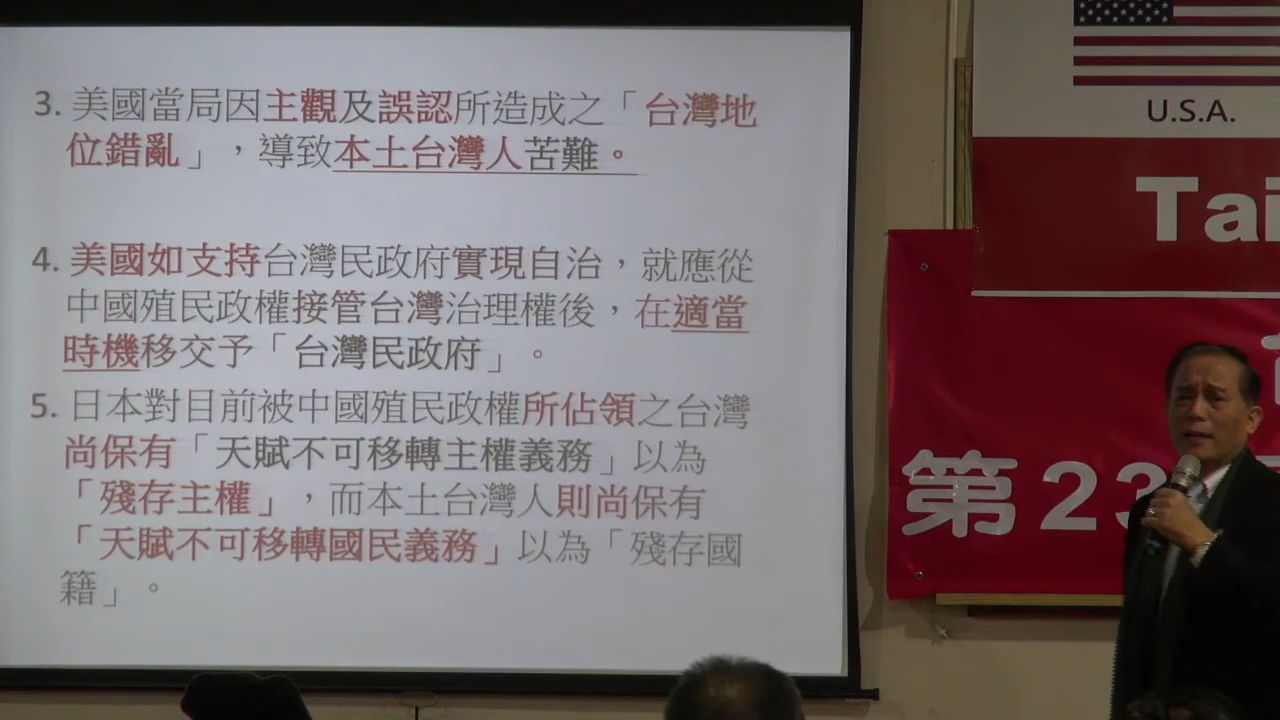 3. 美國當局因主觀及誤認所造成之「台灣地
位錯亂」，導致本土台灣人苦難。
4. 美國如支持台灣民政府實現自治，就應從
中國殖民政權接管台灣治理權後，在適當
時機移交予「台灣民政府」。
5. 日本對目前被中國殖民政權所佔領之台灣
尚保有「天賦不可移轉主權義務」以為
「殘存主權」，而本土台灣人則尚保有
「天賦不可移轉國民義務」以為「殘存國
籍」。
U.S.A.
Tai
第23